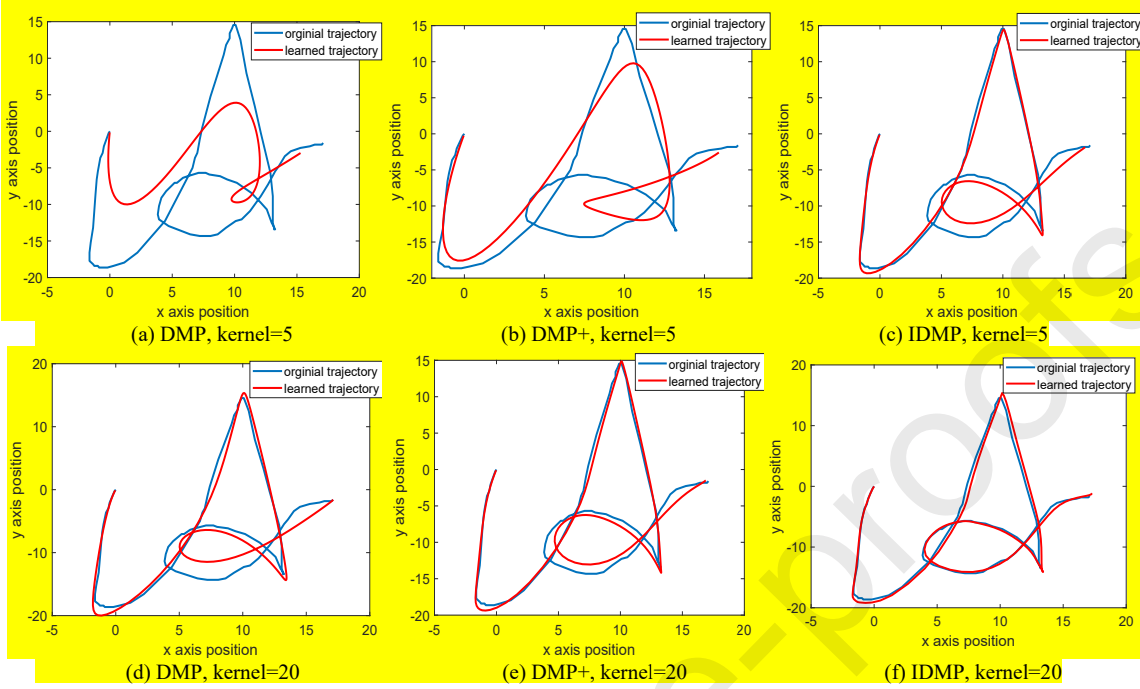 15
10
5
0
-5
-10
-15
-20
y axis position
orginial trajectory
learned trajectory
-5 0 5 10 15 20
x axis position
(a) DMP, kernel=5
15
10
5
0
-5
-10
-15
-20
y axis position
orginial trajectory
learned trajectory
0 5 10 15
x axis position
(b) DMP+, kernel=5
15
10
5
0
-5
-10
-15
-20
y axis position
orginial trajectory
learned trajectory
-5 0 5 10 15 20
x axis position
(c) IDMP, kernel=5
20
10
0
-10
-20
y axis position
orginial trajectory
learned trajectory
-5 0 5 10 15 20
x axis position
(d) DMP, kernel=20
15
10
5
0
-5
-10
-15
-20
y axis position
orginial trajectory
learned trajectory
-5 0 5 10 15 20
x axis position
(e) DMP+, kernel=20
20
10
0
-10
-20
y axis position
orginial trajectory
learned trajectory
-5 0 5 10 15 20
x axis position
(f) IDMP, kernel=20
-proofs